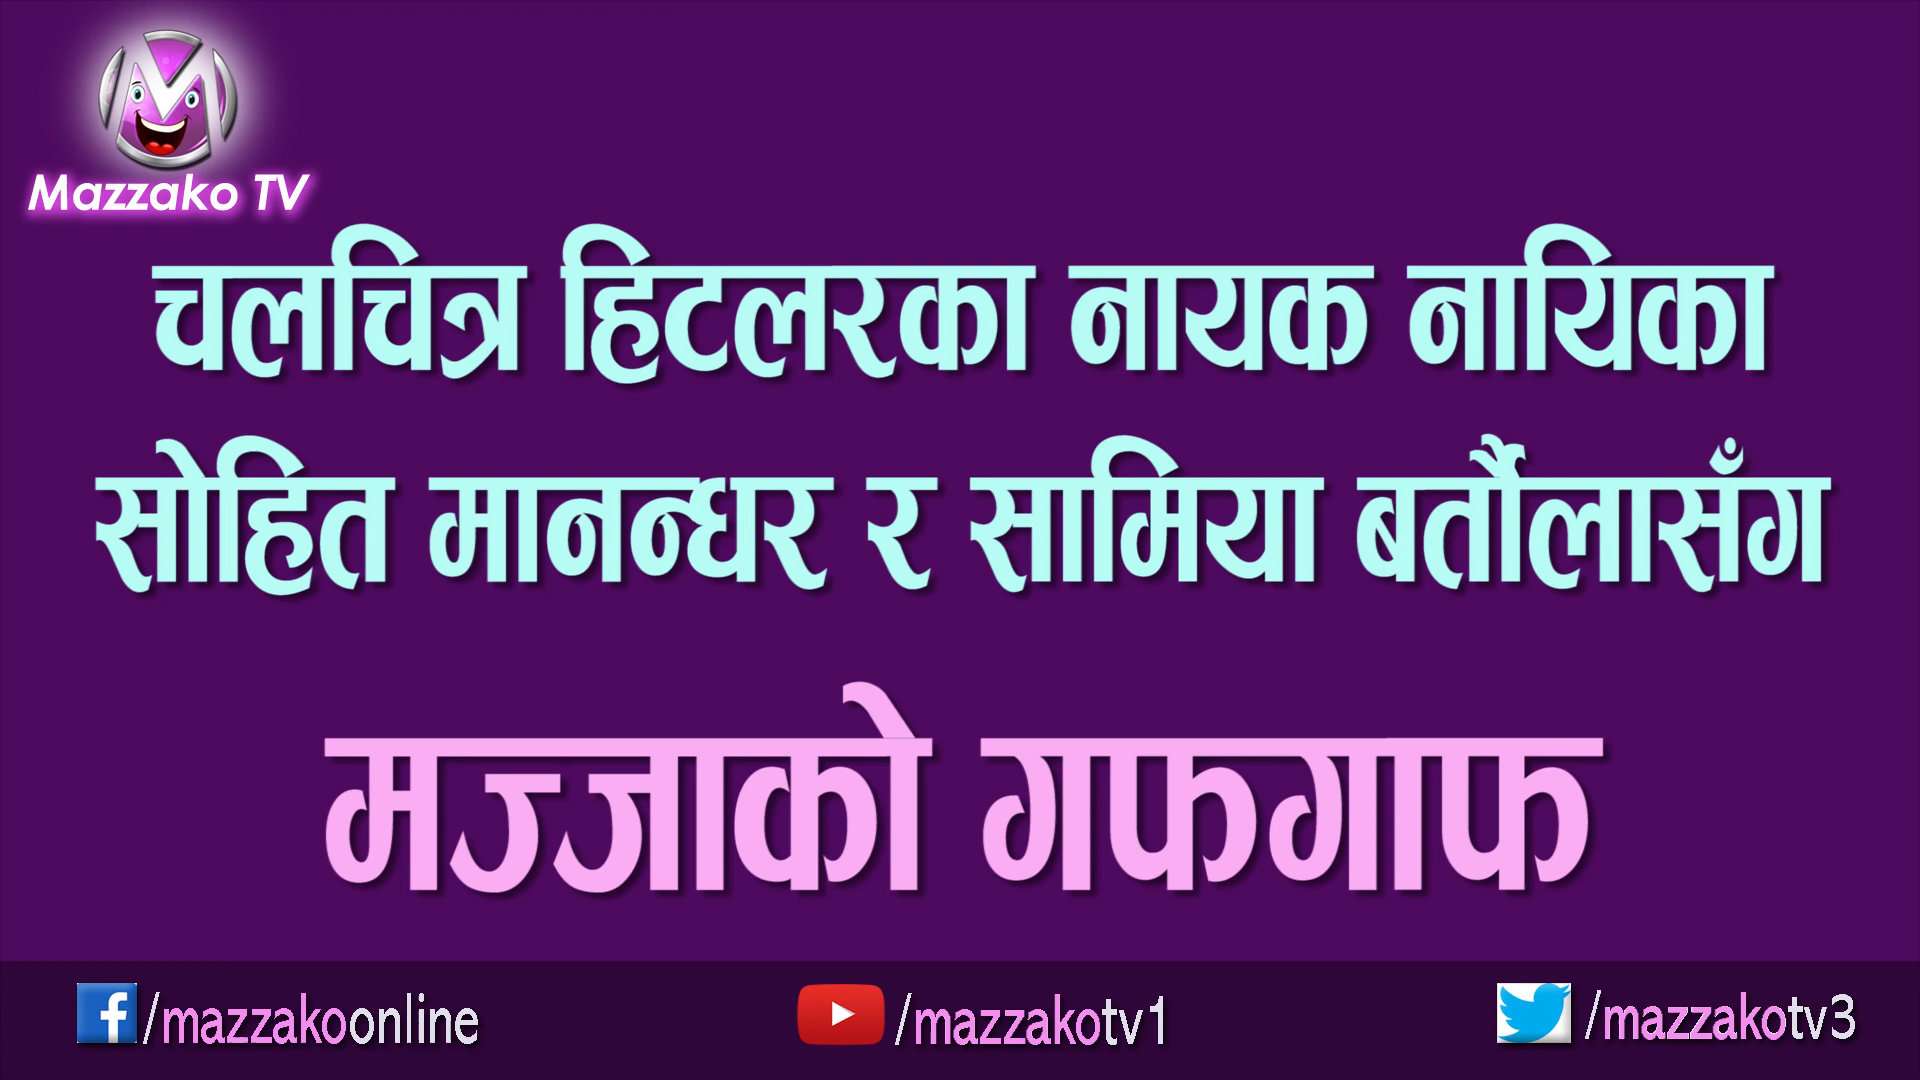 Mazzako TV
चलचित्र हिटलरका नायक नायिका
सोहित मानन्धर र सामिया बर्तौलासँग
मज्जाको गफगाफ
/mazzakoonline
/mazzakotv1
/mazzakotv3